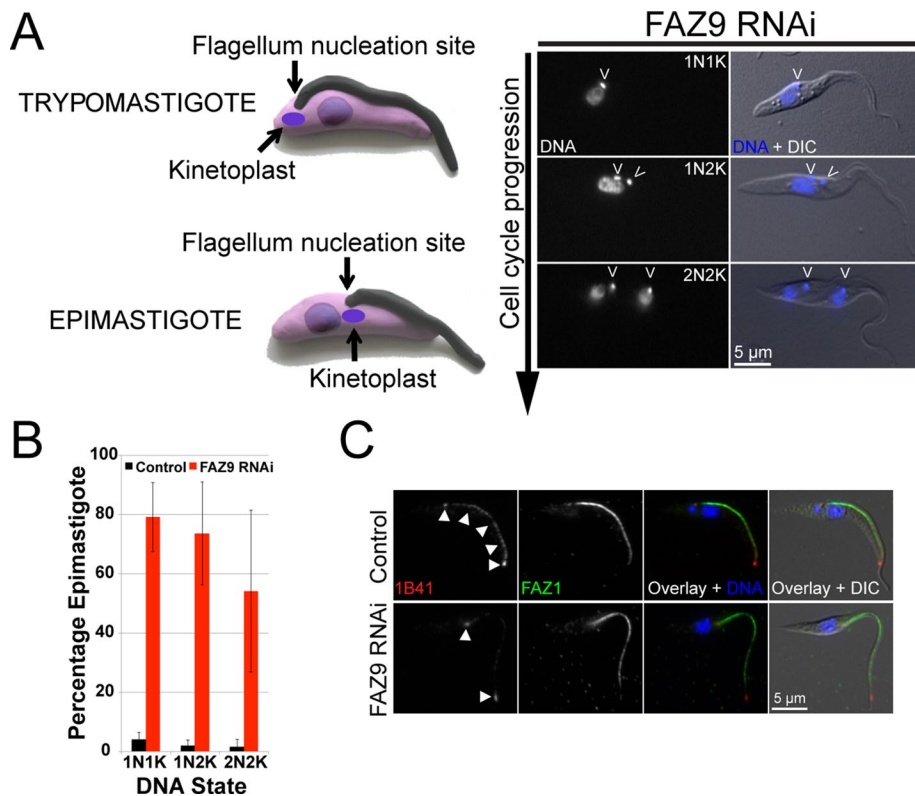 A
Flagellum nucleation site
TRYPOMASTIGOTE
Kinetoplast
Flagellum nucleation site
EPIMASTIGOTE
Kinetoplast
FAZ9 RNAi
Cell cycle progression
1N1K
DNA
DNA + DIC
1N2K
2N2K
5 µm
B
Percentage Epimastigote
100
80
60
40
20
0
Control
FAZ9 RNAi
1N1K 1N2K 2N2K
DNA State
C
Control
1B41
FAZ1
Overlay + DNA
Overlay + DIC
FAZ9 RNAi
5 µm